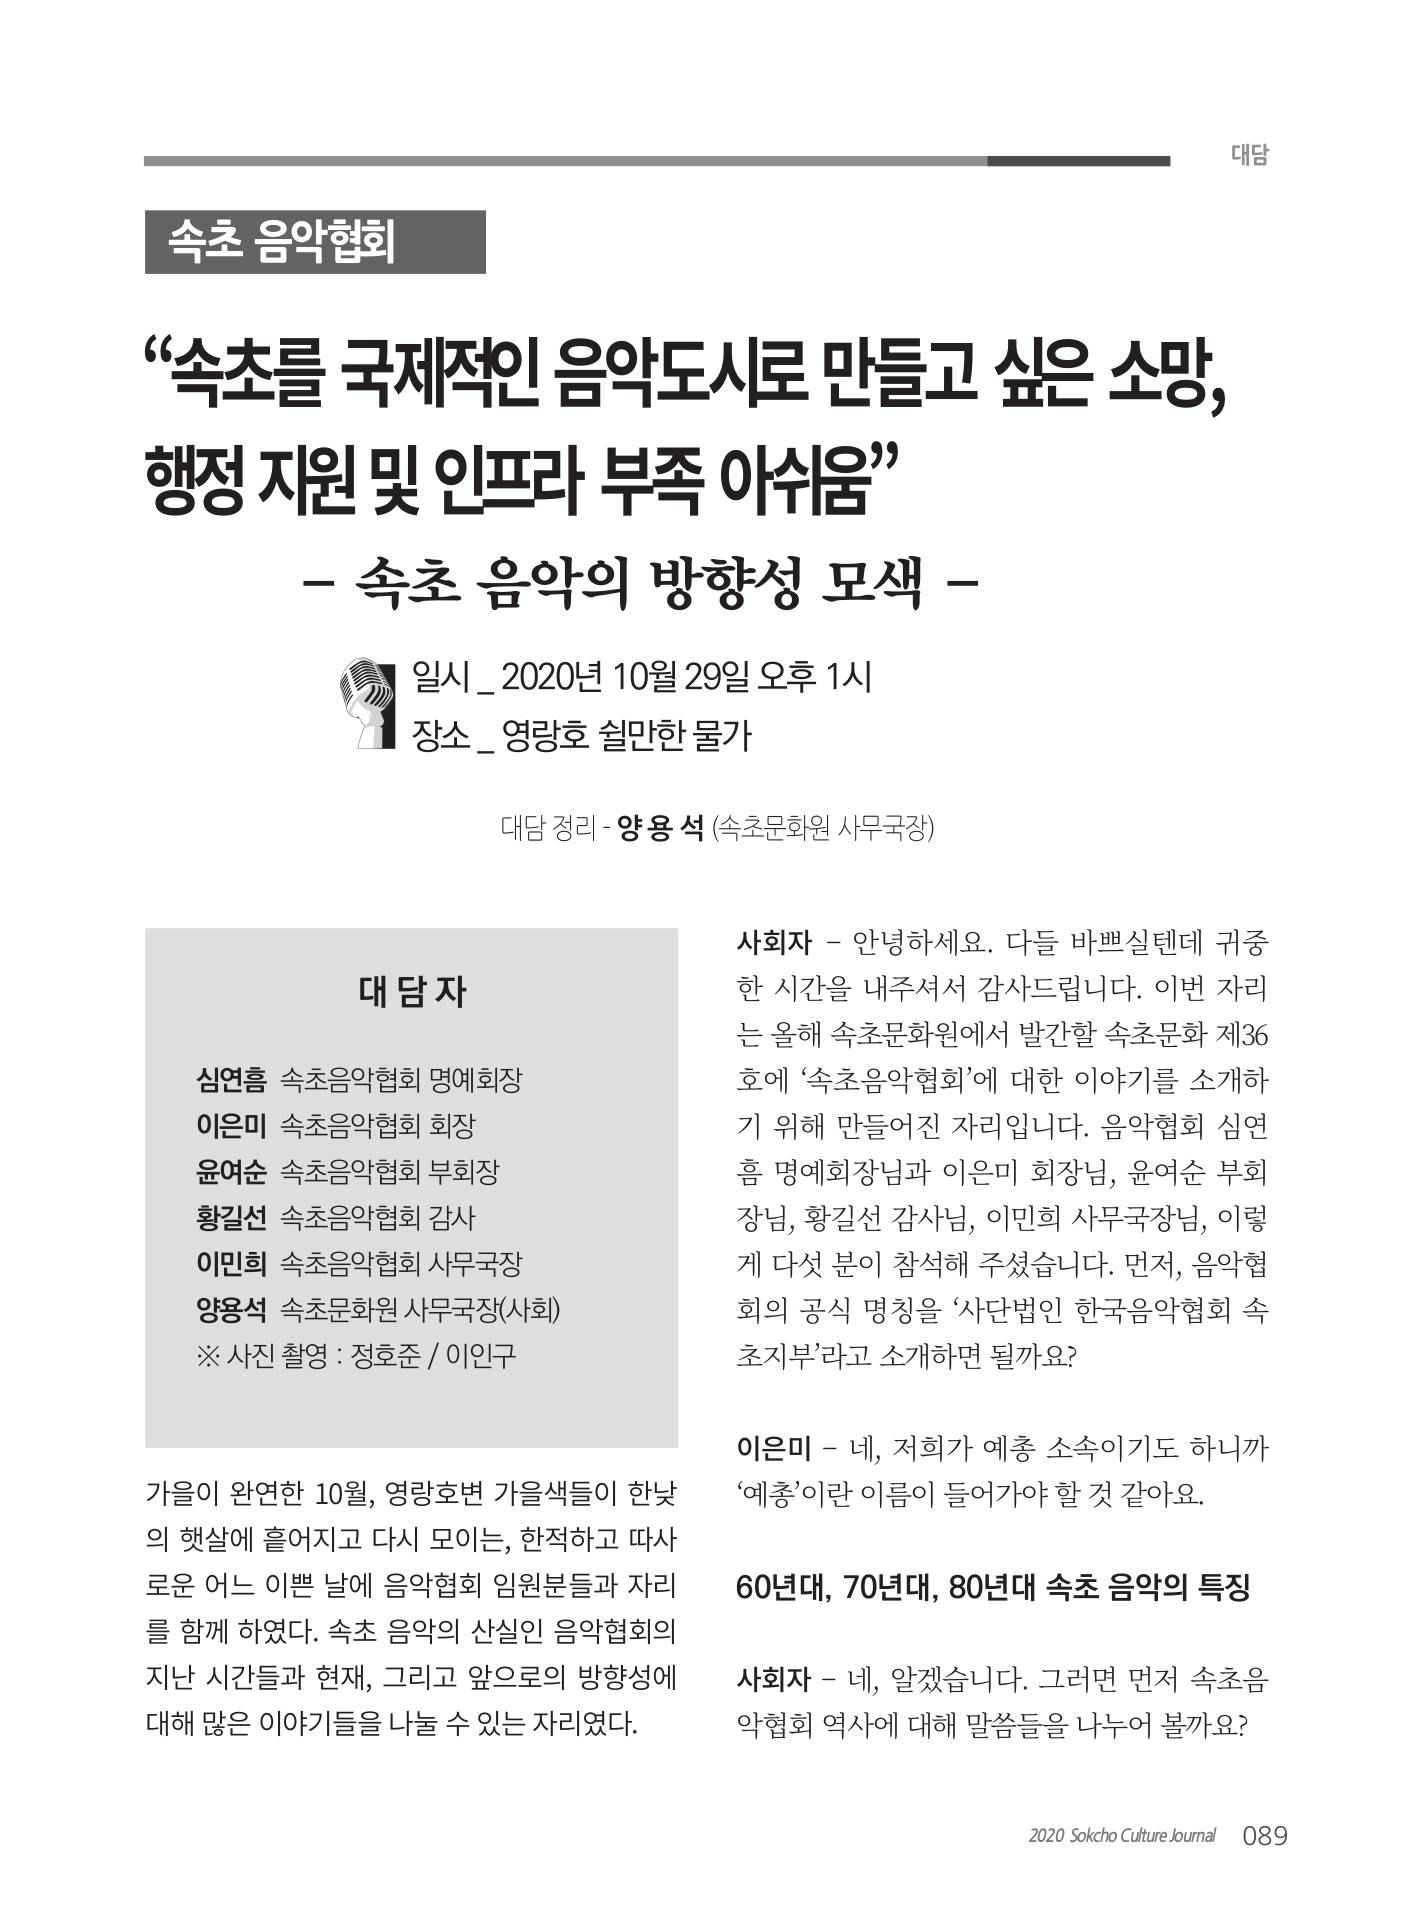 대담
속초 음악협회
“속초를 국제적인 음악도시로 만들고 싶은 소망,
행정 지원 및 인프라 부족 아쉬움”
– 속초 음악의 방향성 모색 –
일시 _ 2020년 10월 29일 오후 1시
장소 _ 영랑호 쉴만한 물가
대담 정리 - 양 용 석 (속초문화원 사무국장)
대 담 자
심연흠 속초음악협회 명예회장
이은미 속초음악협회 회장
윤여순 속초음악협회 부회장
황길선 속초음악협회 감사
이민희 속초음악협회 사무국장
양용석 속초문화원 사무국장(사회)
※ 사진 촬영 : 정호준 / 이인구
가을이 완연한 10월, 영랑호변 가을색들이 한낮
의 햇살에 흩어지고 다시 모이는, 한적하고 따사
로운 어느 이쁜 날에 음악협회 임원분들과 자리
를 함께 하였다. 속초 음악의 산실인 음악협회의
지난 시간들과 현재, 그리고 앞으로의 방향성에
대해 많은 이야기들을 나눌 수 있는 자리였다.
사회자 – 안녕하세요. 다들 바쁘실텐데 귀중
한 시간을 내주셔서 감사드립니다. 이번 자리
는 올해 속초문화원에서 발간할 속초문화 제36
호에 ‘속초음악협회’에 대한 이야기를 소개하
기 위해 만들어진 자리입니다. 음악협회 심연
흠 명예회장님과 이은미 회장님, 윤여순 부회
장님, 황길선 감사님, 이민희 사무국장님, 이렇
게 다섯 분이 참석해 주셨습니다. 먼저, 음악협
회의 공식 명칭을 ‘사단법인 한국음악협회 속
초지부’라고 소개하면 될까요?
이은미 – 네, 저희가 예총 소속이기도 하니까
‘예총’이란 이름이 들어가야 할 것 같아요.
60년대, 70년대, 80년대 속초 음악의 특징
사회자 – 네, 알겠습니다. 그러면 먼저 속초음
악협회 역사에 대해 말씀들을 나누어 볼까요?
2020 Sokcho Culture Journal 089